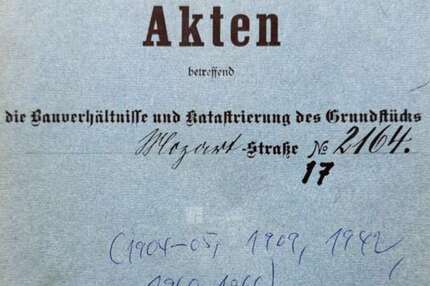 Akten
betreffend
die Bauverhältnisse und Katastrierung des Grundstücks
Mozart-Straße № 2164.
17
(1904-05, 1909, 1942,